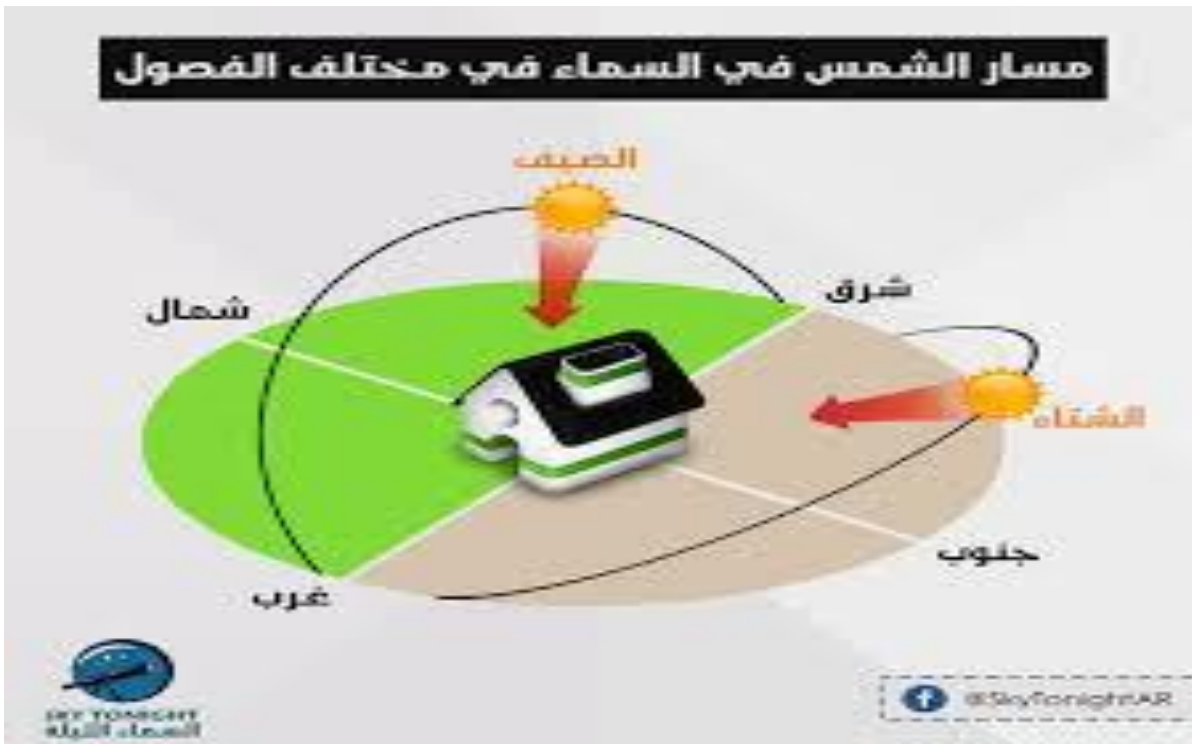 مسار الشمس في السماء في مختلف الفصول
الصيف
شرق
شمال
الشتاء
جنوب
غرب
SKY TONIGHT
السماء الليلة
@SkyTonightAR